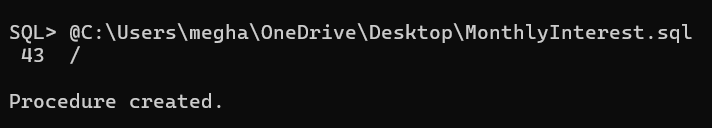 SQL> @C:\Users\megha\OneDrive\Desktop\MonthlyInterest.sql
43 /
Procedure created.